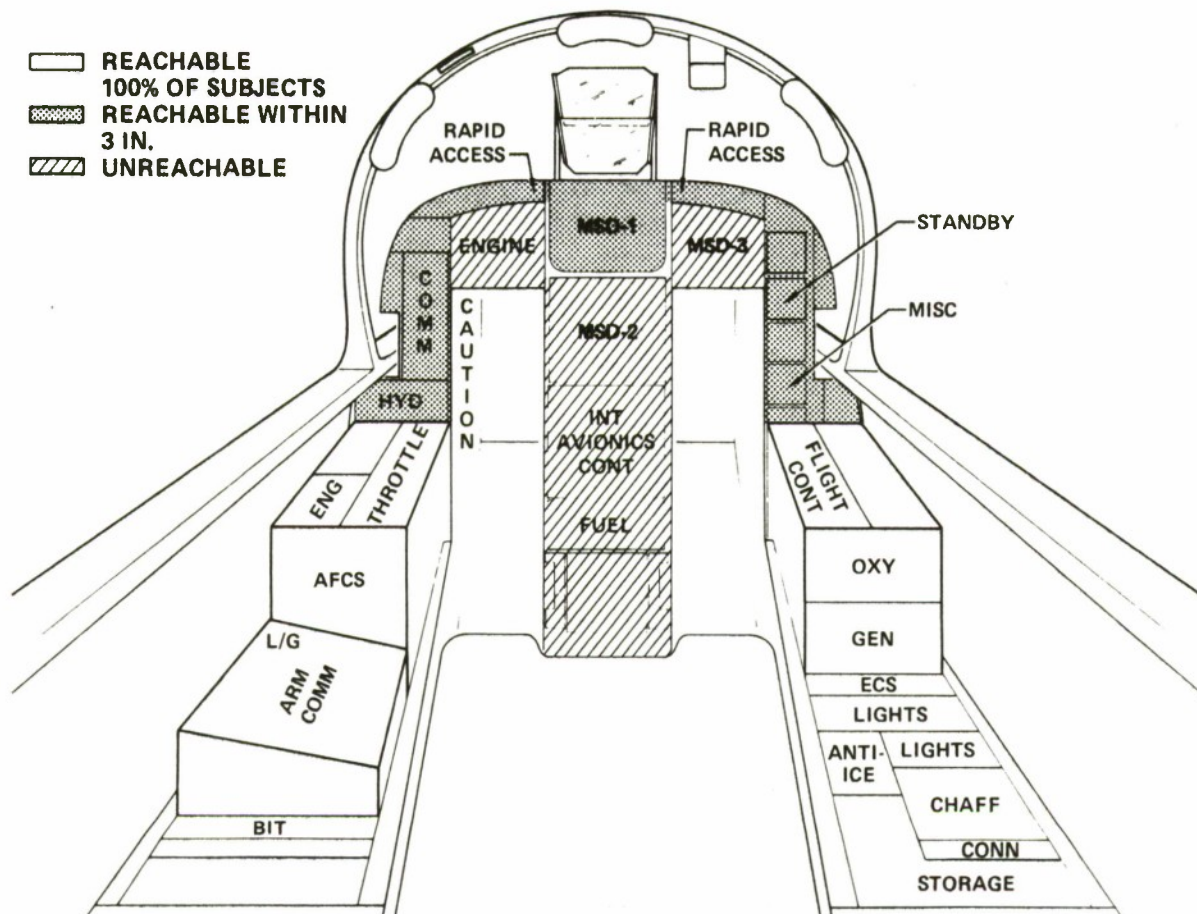 REACHABLE
100% OF SUBJECTS
REACHABLE WITHIN
3 IN.
UNREACHABLE
RAPID
ACCESS
RAPID
ACCESS
MSD-1
ENGINE
MSD-3
STANDBY
COMM
CAUTION
MSD-2
MISC
HYD
INT
AVIONICS
CONT
THROTTLE
ENG
FLIGHT
CONT
FUEL
AFCS
OXY
L/G
GEN
ARM
COMM
ECS
LIGHTS
ANTI-
ICE
LIGHTS
CHAFF
BIT
CONN
STORAGE